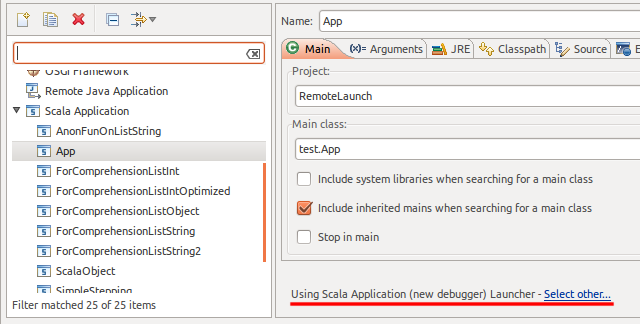 OSGi Framework
Remote Java Application
Scala Application
AnonFunOnListString
App
ForComprehensionListInt
ForComprehensionListIntOptimized
ForComprehensionListObject
ForComprehensionListString
ForComprehensionListString2
ScalaObject
SimpleStepping
Filter matched 25 of 25 items
Name: App
Main (x)= Arguments JRE Classpath Source E
Project:
RemoteLaunch
Main class:
test.App
Include system libraries when searching for a main class
Include inherited mains when searching for a main class
Stop in main
Using Scala Application (new debugger) Launcher - Select other...